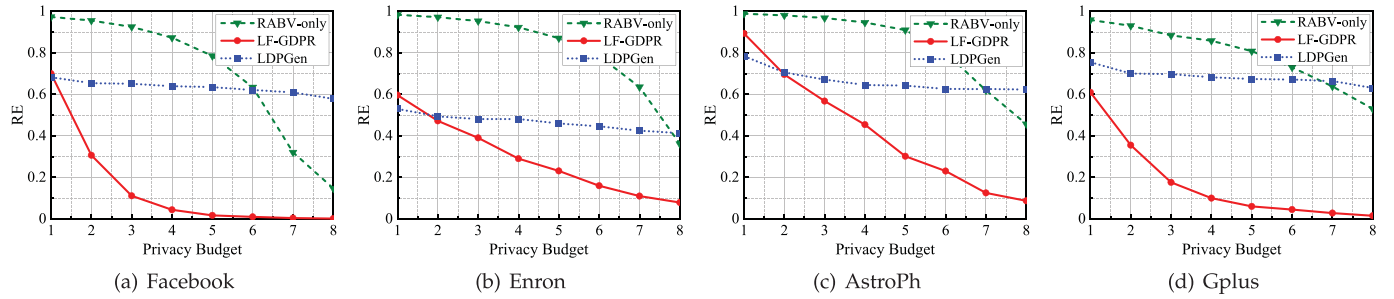 RABV-only
LF-GDPR
LDPGen
1
0.8
0.6
0.4
0.2
0
RE
1 2 3 4 5 6 7 8
Privacy Budget
(a) Facebook
RABV-only
LF-GDPR
LDPGen
1
0.8
0.6
0.4
0.2
0
RE
1 2 3 4 5 6 7 8
Privacy Budget
(b) Enron
RABV-only
LF-GDPR
LDPGen
1
0.8
0.6
0.4
0.2
0
RE
1 2 3 4 5 6 7 8
Privacy Budget
(c) AstroPh
RABV-only
LF-GDPR
LDPGen
1
0.8
0.6
0.4
0.2
0
RE
1 2 3 4 5 6 7 8
Privacy Budget
(d) Gplus